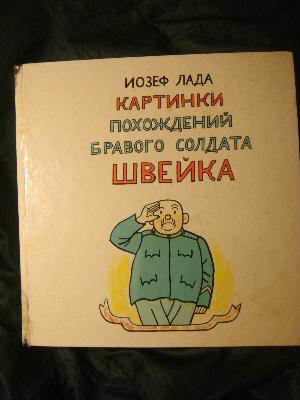 ИОЗЕФ ЛАДА
КАРТИНКИ
ПОХОЖДЕНИЙ
БРАВОГО СОЛДАТА
ШВЕЙКА